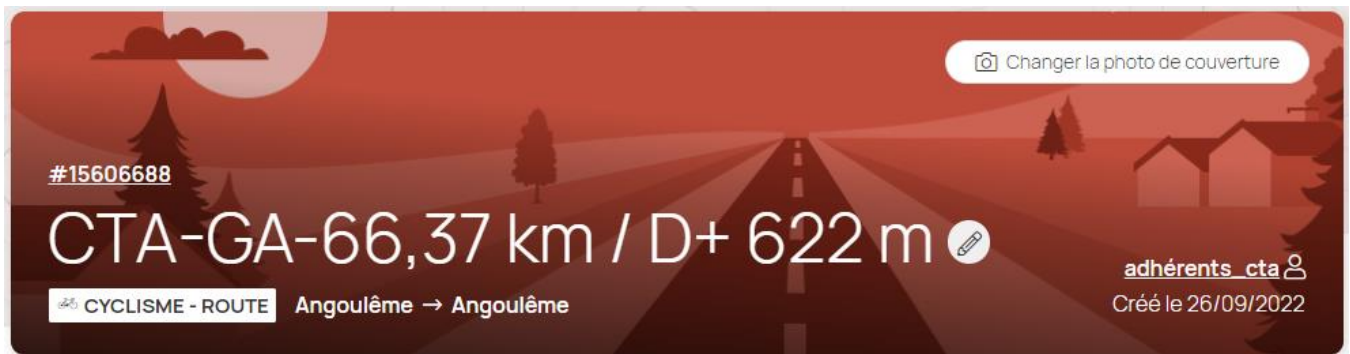 Changer la photo de couverture
#15606688
CTA-GA-66,37 km / D+ 622 m
adhérents_cta
CYCLISME - ROUTE Angoulême → Angoulême
Créé le 26/09/2022